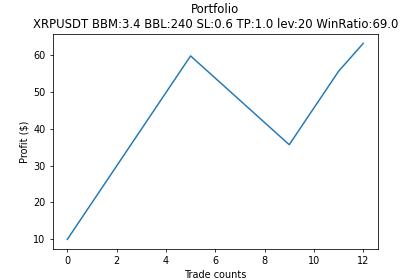 Portfolio
XRPUSDT BBM:3.4 BBL:240 SL:0.6 TP:1.0 lev:20 WinRatio:69.0
Profit ($)
60
50
40
30
20
10
0 2 4 6 8 10 12
Trade counts